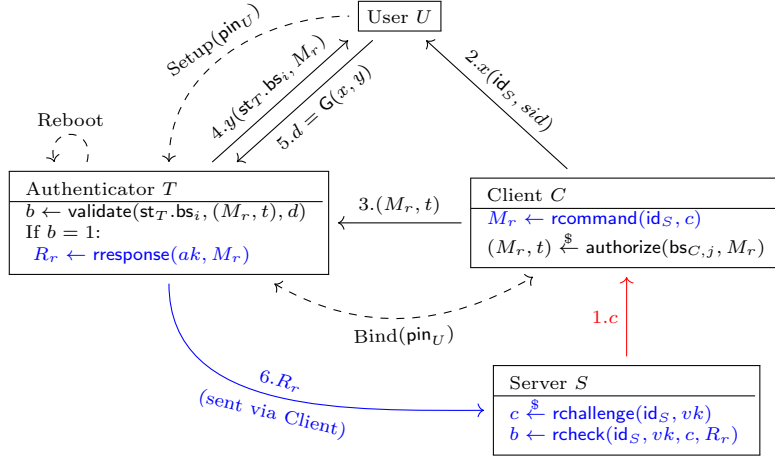 User U
Setup(pin_U)
2.x(id_S, sid)
4.y(st_T.bs_i, M_r)
5.d = G(x, y)
Reboot
Authenticator T
b ← validate(st_T.bs_i, (M_r, t), d)
If b = 1:
R_r ← rresponse(ak, M_r)
3.(M_r, t)
Client C
M_r ← rcommand(id_S, c)
(M_r, t) ←$ authorize(bs_{C,j}, M_r)
Bind(pin_U)
1.c
6.R_r
(sent via Client)
Server S
c ←$ rchallenge(id_S, vk)
b ← rcheck(id_S, vk, c, R_r)